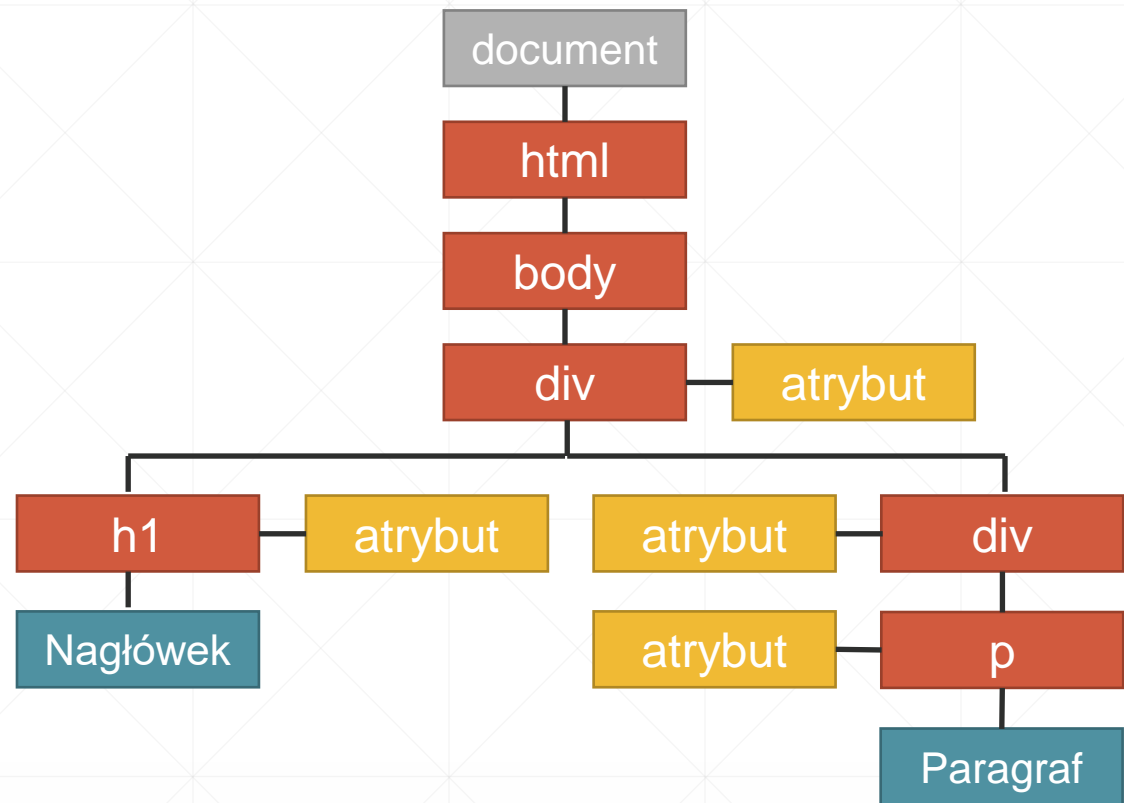 document
html
body
div
atrybut
h1
atrybut
atrybut
div
Nagłówek
atrybut
p
Paragraf